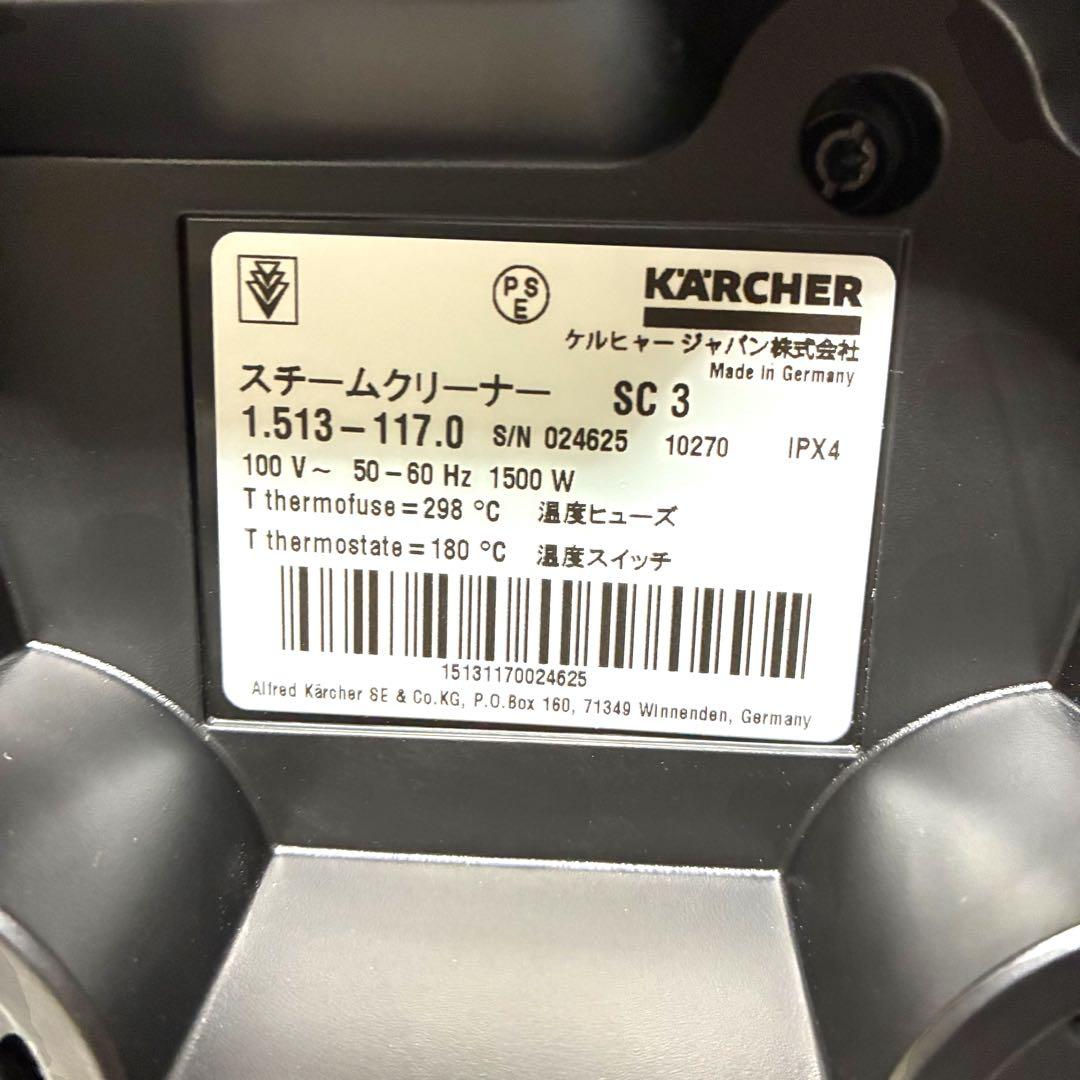 PSE
KÄRCHER
ケルヒャー ジャパン株式会社
Made in Germany
スチームクリーナー SC 3
1.513-117.0 S/N 024625 10270 IPX4
100 V~ 50-60 Hz 1500 W
T thermofuse=298 °C 温度ヒューズ
T thermostate=180 °C 温度スイッチ
15131170024625
Alfred Kärcher SE & Co.KG, P.O.Box 160, 71349 Winnenden, Germany